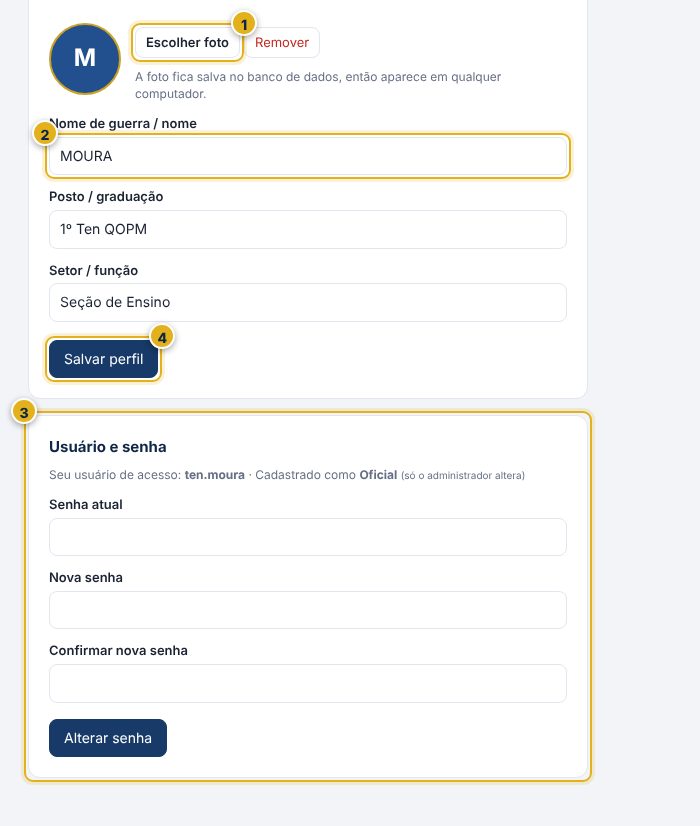 M
1
Escolher foto
Remover
A foto fica salva no banco de dados, então aparece em qualquer
computador.
Nome de guerra / nome
2
MOURA
Posto / graduação
1º Ten QOPM
Setor / função
Seção de Ensino
4
Salvar perfil
3
Usuário e senha
Seu usuário de acesso: ten.moura · Cadastrado como Oficial (só o administrador altera)
Senha atual
Nova senha
Confirmar nova senha
Alterar senha